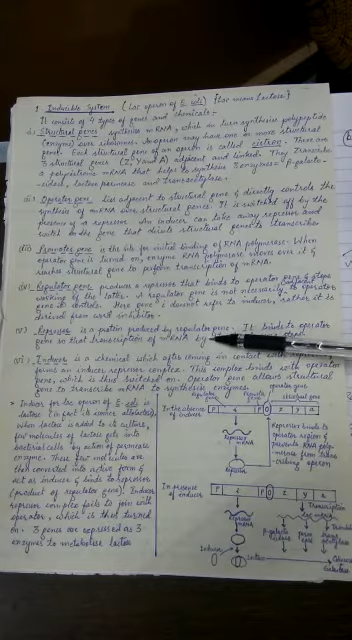 1. Inducible System (Lac operon of E. coli) {Lac means Lactose}
It consists of 4 types of genes and chemicals-
i) Structural genes synthesise mRNA, which in turn synthesise polypeptide
(enzyme) over ribosomes. An operon may have one or more structural
genes. Each structural gene of an operon is called cistron. There are
3 structural genes (Z, Y and A) adjacent and linked. They transcribe
a polycistronic mRNA that helps to synthesise 3 enzymes - β-galacto-
-sidase, lactose permease and transacetylase.
ii) Operator gene lies adjacent to structural gene & directly controls the
synthesis of mRNA over structural genes. It is switched off by the
presence of a repressor. An inducer can take away repressor and
switch on the gene that directs structural genes to transcribe
iii) Promoter gene is the site for initial binding of RNA polymerase. When
operator gene is turned on, enzyme RNA polymerase moves over it &
reaches structural gene to perform transcription of mRNA.
iv) Regulator gene produces a repressor that binds to operator gene & stops
working of the latter. A regulator gene is not necessarily
gene it controls. Here gene doesnot refer to inducer, rather it is
derived from word inhibitor.
v) Repressor is a protein produced by regulator gene. It binds to operator
gene so that transcription of mRNA by
vi) Inducer is a chemical which after coming in contact with repressor,
forms an inducer repressor complex. This complex binds with operator
gene, which is thus switched on. Operator gene allows structural
gene to transcribe mRNA to synthesise enzymes.
Inducer for lac operon of E. coli is
lactose (in fact its isomer allolactose)
When lactose is added to its culture,
few molecules of lactose gets into
bacterial cells by action of permease
enzyme. These few molecules are
then converted into active form &
act as inducer & binds to repressor
(product of regulator gene). Inducer
repressor complex fails to join with
operator, which is thus turned
on. 3 genes are expressed as 3
enzymes to metabolise lactose
operator gene
structural gene
In the absence of inducer
P i P O z y a
Repressor
mRNA
Repressor binds to
operator region &
prevents RNA poly-
merase from trans-
cribing operon
In presence of
inducer
P i P O z y a
Transcription
lac mRNA
Repressor
mRNA
β-galacto
Inducer